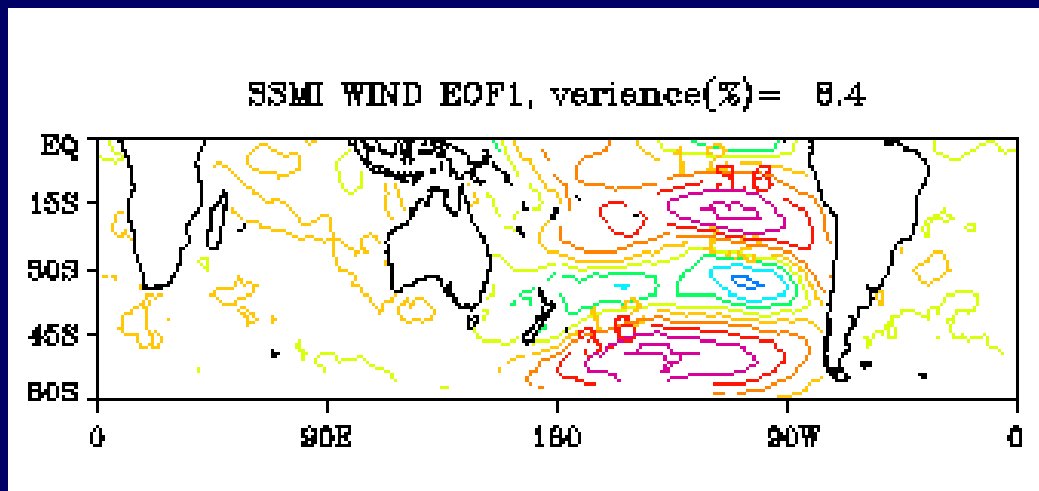 SSMI WIND EOF1, verience(%)= 8.4
EQ
15S
30S
45S
60S
0 90E 180 90W 0